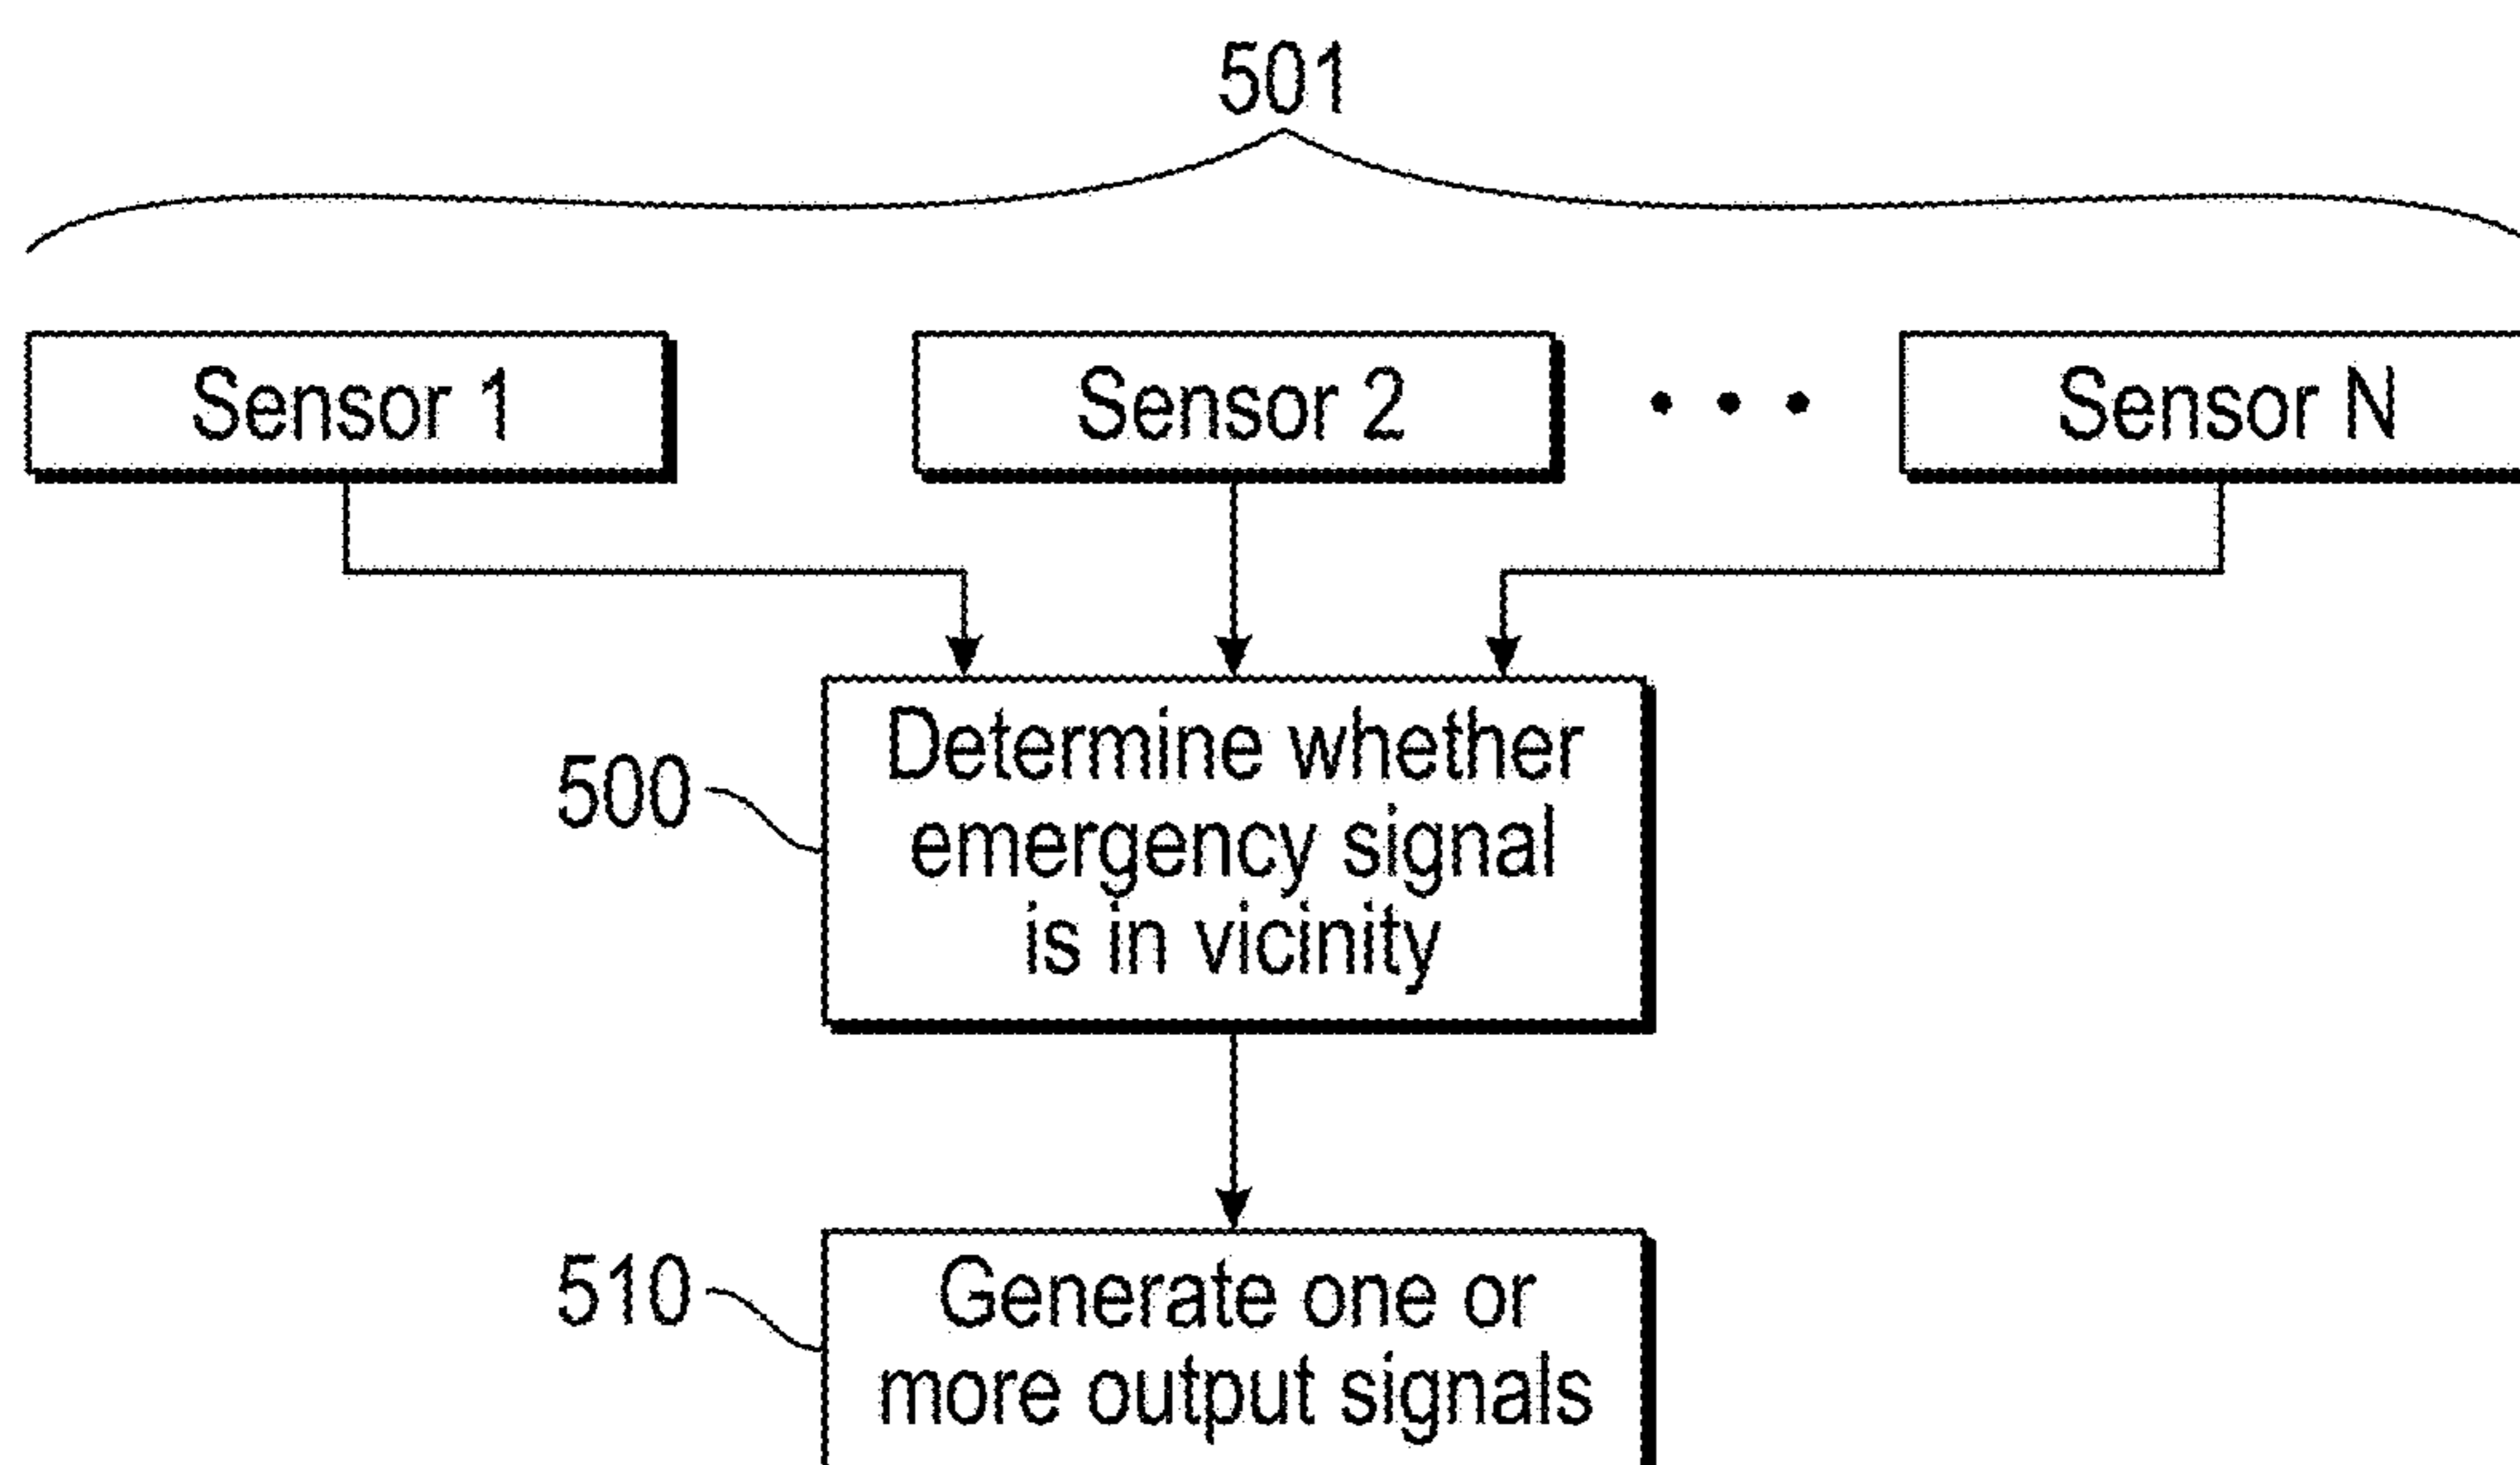 501
Sensor 1
Sensor 2
Sensor N
500
Determine whether
emergency signal
is in vicinity
510
Generate one or
more output signals